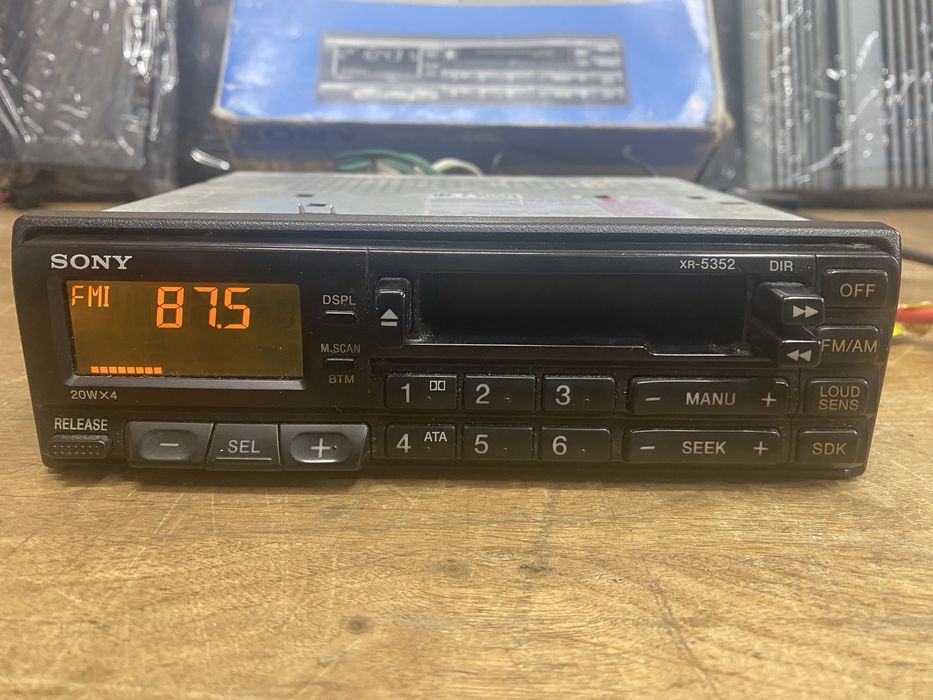 SONY
XR-5352
DIR
OFF
FM1
87.5
DSPL
FM/AM
M.SCAN
BTM
20W×4
1
2
3
− MANU +
LOUD
SENS
RELEASE
− SEL +
4 ATA
5
6
− SEEK +
SDK